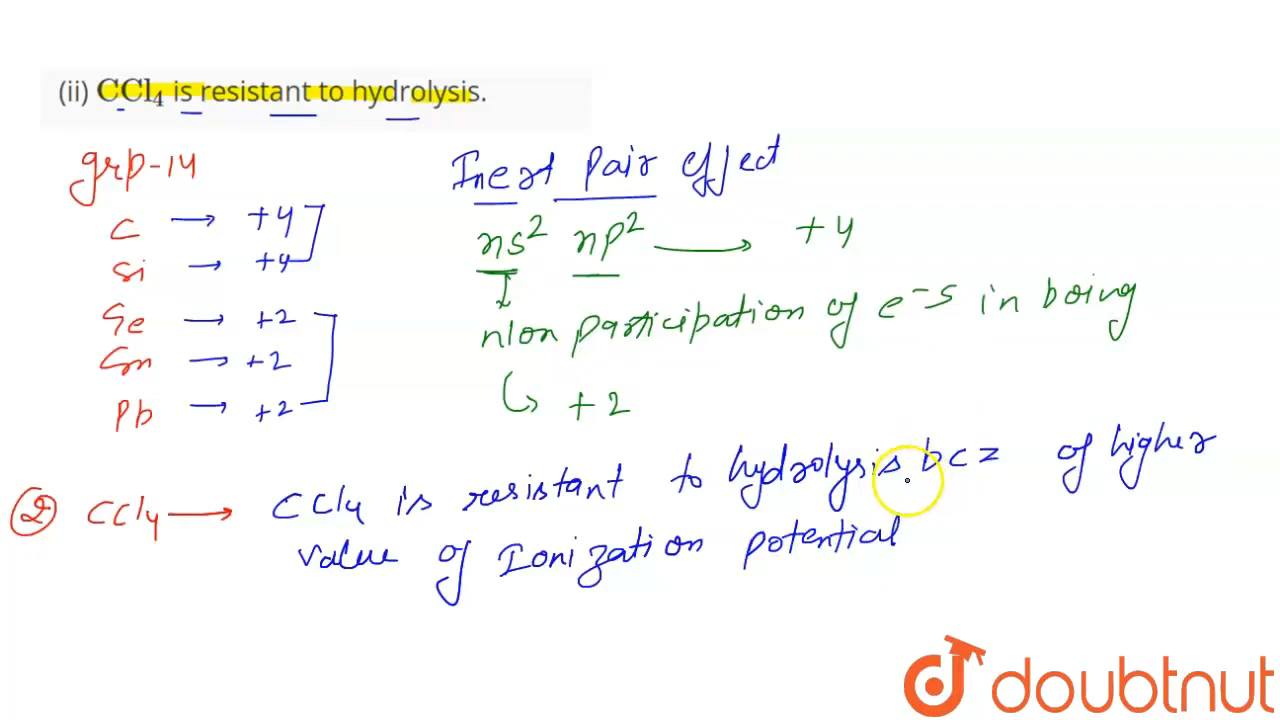 (ii) CCl4 is resistant to hydrolysis.
grp-14
C → +4
Si → +4
Ge → +2
Sn → +2
Pb → +2
Inert Pair effect
ns² np² → +4
Non participation of e⁻s in boing
↳ +2
② CCl4 → CCl4 is resistant to hydrolysis bcz of higher
value of Ionization potential
doubtnut